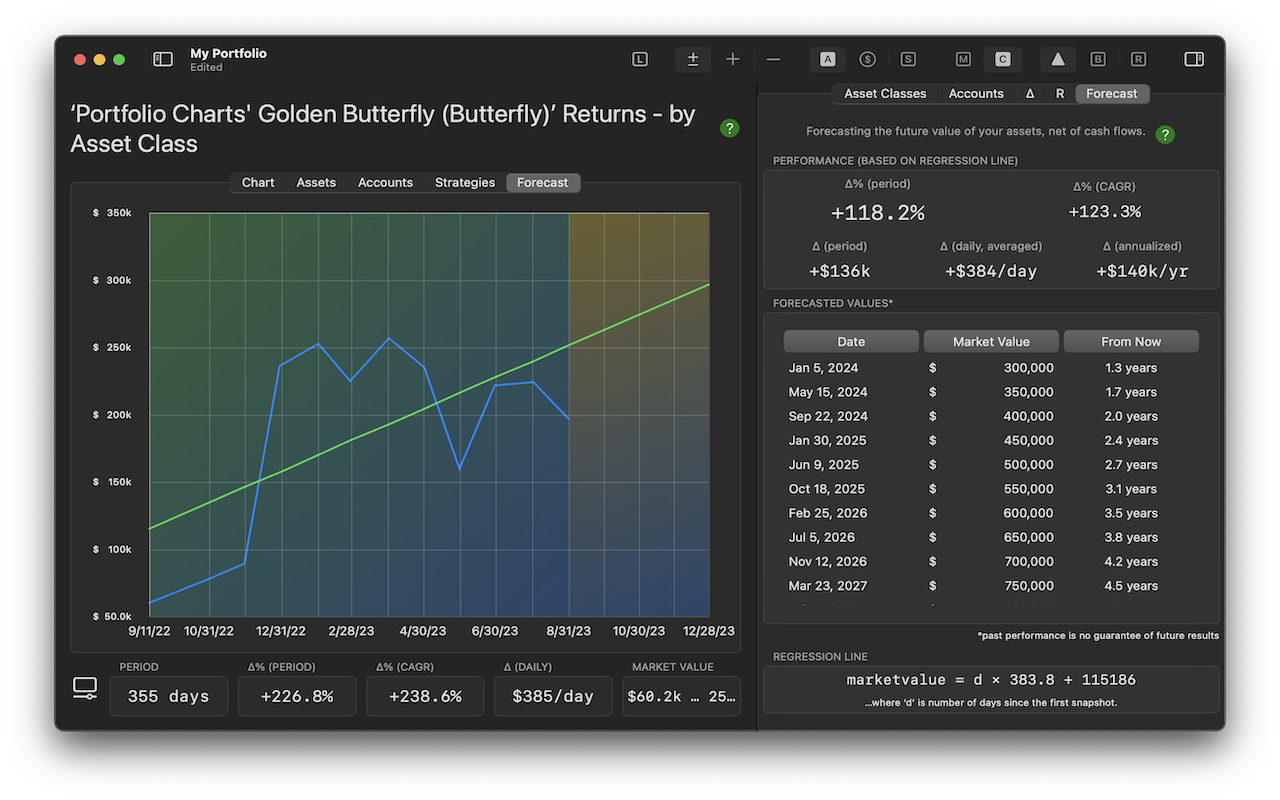 My Portfolio
Edited
L
±
+
−
A
$
S
M
C
B
R
‘Portfolio Charts' Golden Butterfly (Butterfly)’ Returns - by
Asset Class
?
Chart Assets Accounts Strategies Forecast
$ 350k
$ 300k
$ 250k
$ 200k
$ 150k
$ 100k
$ 50.0k
9/11/22 10/31/22 12/31/22 2/28/23 4/30/23 6/30/23 8/31/23 10/30/23 12/28/23
PERIOD Δ% (PERIOD) Δ% (CAGR) Δ (DAILY) MARKET VALUE
355 days +226.8% +238.6% $385/day $60.2k … 25…
Asset Classes Accounts Δ R Forecast
Forecasting the future value of your assets, net of cash flows. ?
PERFORMANCE (BASED ON REGRESSION LINE)
Δ% (period) Δ% (CAGR)
+118.2% +123.3%
Δ (period) Δ (daily, averaged) Δ (annualized)
+$136k +$384/day +$140k/yr
FORECASTED VALUES*
Date Market Value From Now
Jan 5, 2024 $ 300,000 1.3 years
May 15, 2024 $ 350,000 1.7 years
Sep 22, 2024 $ 400,000 2.0 years
Jan 30, 2025 $ 450,000 2.4 years
Jun 9, 2025 $ 500,000 2.7 years
Oct 18, 2025 $ 550,000 3.1 years
Feb 25, 2026 $ 600,000 3.5 years
Jul 5, 2026 $ 650,000 3.8 years
Nov 12, 2026 $ 700,000 4.2 years
Mar 23, 2027 $ 750,000 4.5 years
*past performance is no guarantee of future results
REGRESSION LINE
marketvalue = d × 383.8 + 115186
…where ‘d’ is number of days since the first snapshot.